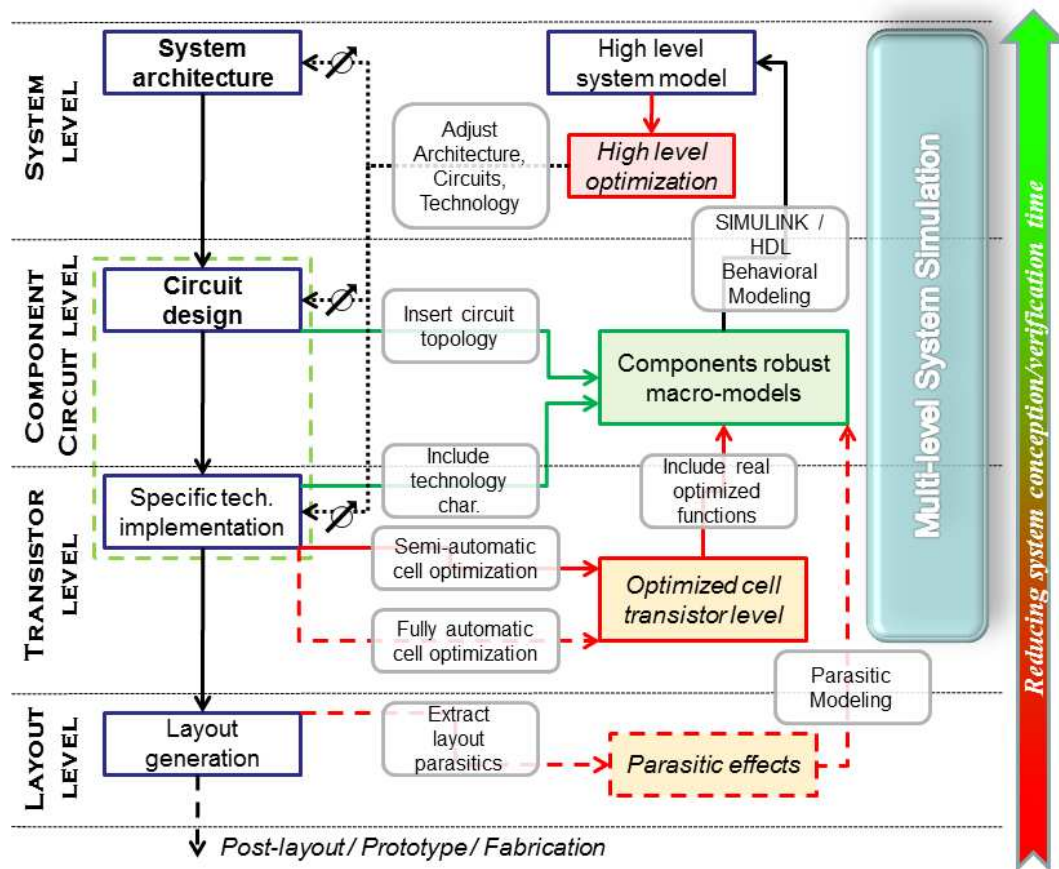 SYSTEM
LEVEL
System
architecture
High level
system model
Adjust
Architecture,
Circuits,
Technology
High level
optimization
SIMULINK /
HDL
Behavioral
Modeling
COMPONENT
CIRCUIT LEVEL
Circuit
design
Insert circuit
topology
Components robust
macro-models
Include
technology
char.
Include real
optimized
functions
TRANSISTOR
LEVEL
Specific tech.
implementation
Semi-automatic
cell optimization
Optimized cell
transistor level
Fully automatic
cell optimization
Parasitic
Modeling
LAYOUT
LEVEL
Layout
generation
Extract
layout
parasitics
Parasitic effects
Post-layout / Prototype / Fabrication
Multi-level System Simulation
Reducing system conception/verification time